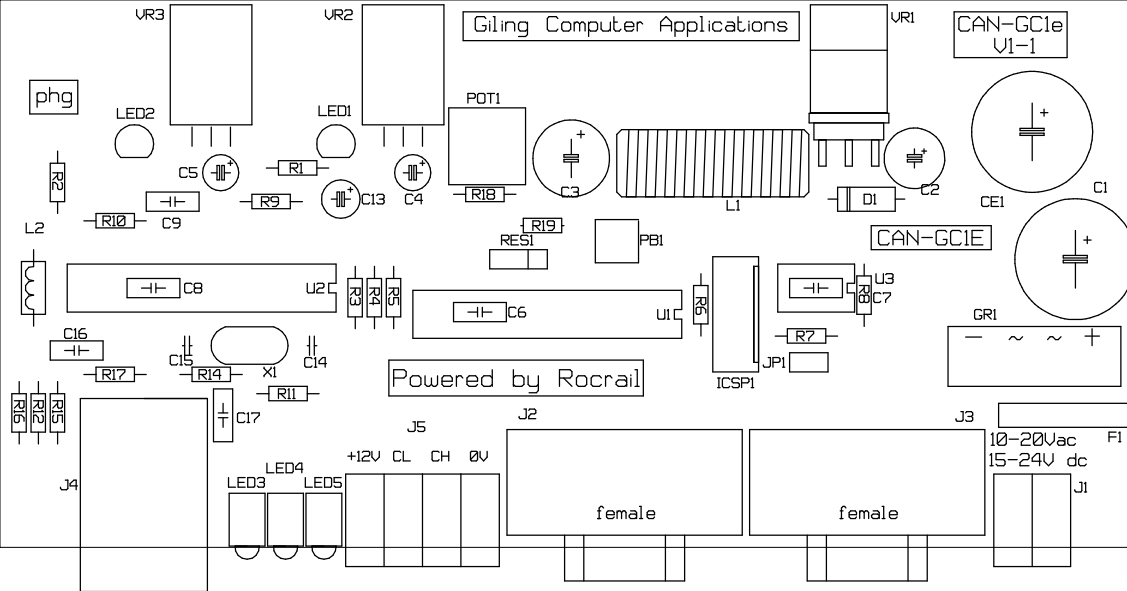 VR3
VR2
Giling Computer Applications
VR1
CAN-GC1e
V1-1
phg
LED2
LED1
POT1
R2
C5
R1
C4
R18
C3
C2
C1
R10
C9
R9
C13
L1
D1
CE1
L2
R19
RES1
PB1
CAN-GC1E
C8
U2
R3
R4
R5
C6
U1
R6
U3
R8
C7
C16
C15
X1
C14
R7
JP1
GR1
− ~ ~ +
R17
R14
R11
Powered by Rocrail
ICSP1
R16
R12
R15
C17
J5
J2
J3
F1
10-20Vac
15-24V dc
+12V CL CH 0V
LED3
LED4
LED5
J4
J1
female
female